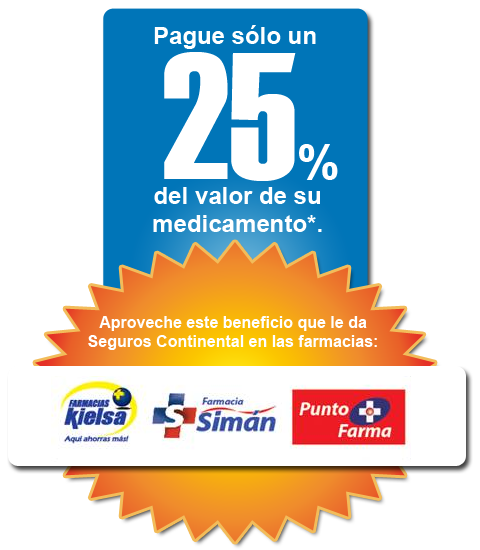 Pague sólo un
25%
del valor de su
medicamento*.
Aproveche este beneficio que le da
Seguros Continental en las farmacias:
FARMACIAS
Kielsa
Aquí ahorras más!
Farmacia
Simán
S
Punto
Farma